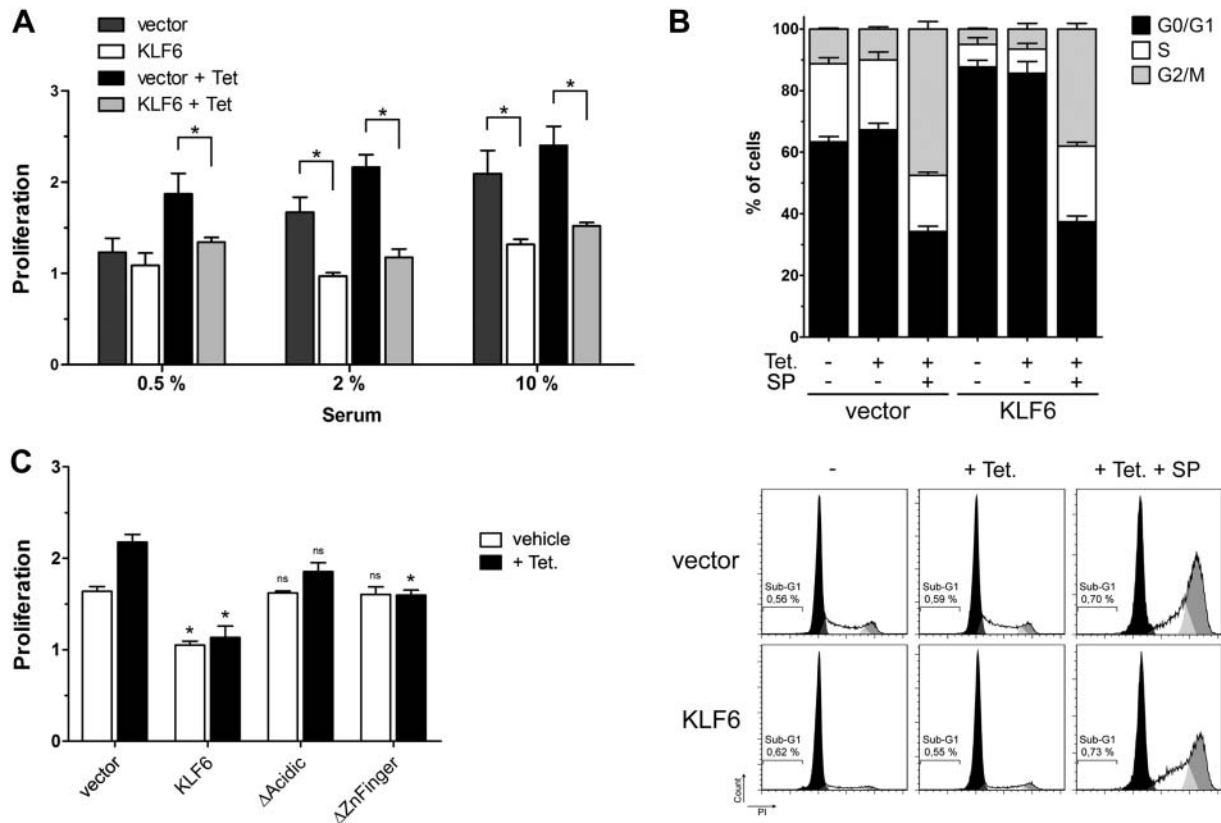 A
vector
KLF6
vector + Tet
KLF6 + Tet
Proliferation
3
2
1
0
*
*
*
*
*
0.5 %
2 %
10 %
Serum
B
G0/G1
S
G2/M
% of cells
100
80
60
40
20
0
Tet. - + + - + +
SP - - + - - +
vector KLF6
C
Proliferation
3
2
1
0
vehicle
+ Tet.
* *
ns ns
ns *
vector
KLF6
ΔAcidic
ΔZnFinger
- + Tet. + Tet. + SP
vector
Sub-G1
0,56 %
Sub-G1
0,59 %
Sub-G1
0,70 %
KLF6
Sub-G1
0,62 %
Sub-G1
0,55 %
Sub-G1
0,73 %
Count
PI